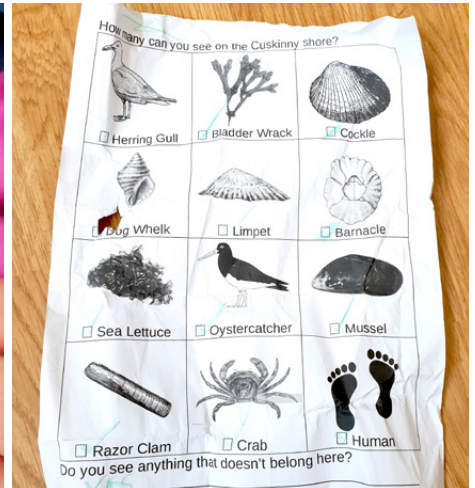 How many can you see on the Cuskinny shore?
Herring Gull
Bladder Wrack
Cockle
Dog Whelk
Limpet
Barnacle
Sea Lettuce
Oystercatcher
Mussel
Razor Clam
Crab
Human
Do you see anything that doesn't belong here?